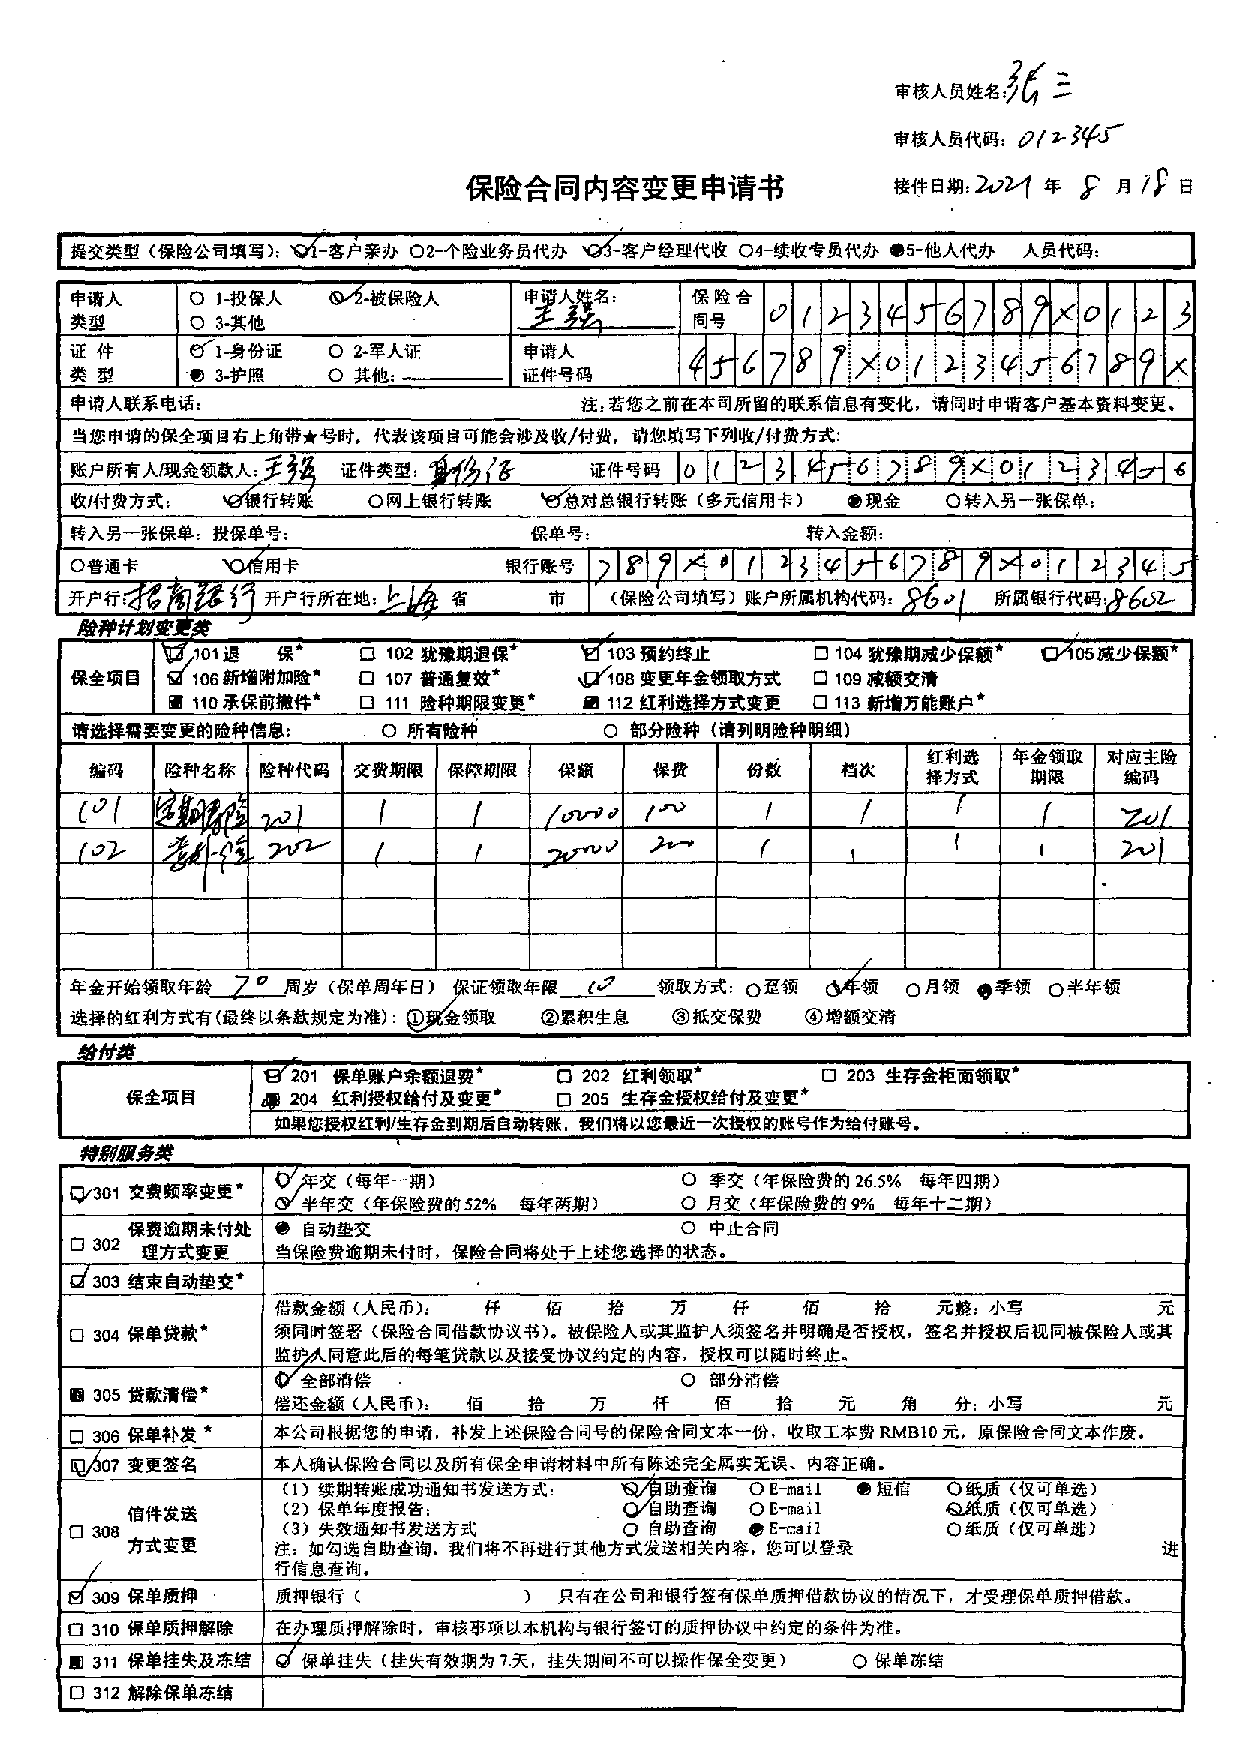 审核人员姓名:张三
审核人员代码:012345
保险合同内容变更申请书
接件日期:2021年8月18日
提交类型(保险公司填写): 1-客户亲办 2-个险业务员代办 3-客户经理代收 4-续收专员代办 5-他人代办 人员代码:
申请人类型 1-投保人 2-被保险人 3-其他 申请人姓名:王强 保险合同号 0123456789X0123
证件类型 1-身份证 2-军人证 3-护照 其他: 申请人证件号码 456789X0123456789X
申请人联系电话: 注:若您之前在本司所留的联系信息有变化,请同时申请客户基本资料变更。
当您申请的保全项目右上角带★号时,代表该项目可能会涉及收/付费,请您填写下列收/付费方式:
账户所有人/现金领款人:王强 证件类型:身份证 证件号码 0123456789X0123456
收/付费方式: 银行转账 网上银行转账 总对总银行转账(多元信用卡) 现金 转入另一张保单:
转入另一张保单:投保单号: 保单号: 转入金额:
普通卡 信用卡 银行账号 789X0123456789X012345
开户行:招商银行 开户行所在地:上海省 市 (保险公司填写)账户所属机构代码:8601 所属银行代码:8602
险种计划变更类
保全项目
101退 保★ 102 犹豫期退保★ 103 预约终止 104 犹豫期减少保额★ 105减少保额★
106 新增附加险★ 107 普通复效★ 108 变更年金领取方式 109 减额交清
110 承保前撤件★ 111 险种期限变更★ 112 红利选择方式变更 113 新增万能账户★
请选择需要变更的险种信息: 所有险种 部分险种(请列明险种明细)
编码 险种名称 险种代码 交费期限 保障期限 保额 保费 份数 档次 红利选择方式 年金领取期限 对应主险编码
101 定期寿险 201 1 1 10000 100 1 1 1 1 201
102 意外险 202 1 1 20000 200 1 1 1 1 201
年金开始领取年龄 70 周岁(保单周年日) 保证领取年限 10 领取方式: 趸领 年领 月领 季领 半年领
选择的红利方式有(最终以条款规定为准): ①现金领取 ②累积生息 ③抵交保费 ④增额交清
给付类
保全项目
201 保单账户余额退费★ 202 红利领取★ 203 生存金柜面领取★
204 红利授权给付及变更★ 205 生存金授权给付及变更★
如果您授权红利/生存金到期后自动转账,我们将以您最近一次授权的账号作为给付账号。
特别服务类
301 交费频率变更★ 年交(每年一期) 季交(年保险费的26.5% 每年四期)
半年交(年保险费的52% 每年两期) 月交(年保险费的9% 每年十二期)
302 保费逾期未付处理方式变更 自动垫交 中止合同
当保险费逾期未付时,保险合同将处于上述您选择的状态。
303 结束自动垫交★
304 保单贷款★ 借款金额(人民币): 仟 佰 拾 万 仟 佰 拾 元整:小写 元
须同时签署(保险合同借款协议书)。被保险人或其监护人须签名并明确是否授权,签名并授权后视同被保险人或其
监护人同意此后的每笔贷款以及接受协议约定的内容,授权可以随时终止。
305 贷款清偿★ 全部清偿 部分清偿
偿还金额(人民币): 佰 拾 万 仟 佰 拾 元 角 分:小写 元
306 保单补发★ 本公司根据您的申请,补发上述保险合同号的保险合同文本一份,收取工本费RMB10元,原保险合同文本作废。
307 变更签名 本人确认保险合同以及所有保全申请材料中所有陈述完全属实无误、内容正确。
308 信件发送方式变更 (1)续期转账成功通知书发送方式: 自助查询 E-mail 短信 纸质(仅可单选)
(2)保单年度报告: 自助查询 E-mail 纸质(仅可单选)
(3)失效通知书发送方式 自助查询 E-mail 纸质(仅可单选)
注:如勾选自助查询,我们将不再进行其他方式发送相关内容,您可以登录 进
行信息查询。
309 保单质押 质押银行( ) 只有在公司和银行签有保单质押借款协议的情况下,才受理保单质押借款。
310 保单质押解除 在办理质押解除时,审核事项以本机构与银行签订的质押协议中约定的条件为准。
311 保单挂失及冻结 保单挂失(挂失有效期为7天,挂失期间不可以操作保全变更) 保单冻结
312 解除保单冻结